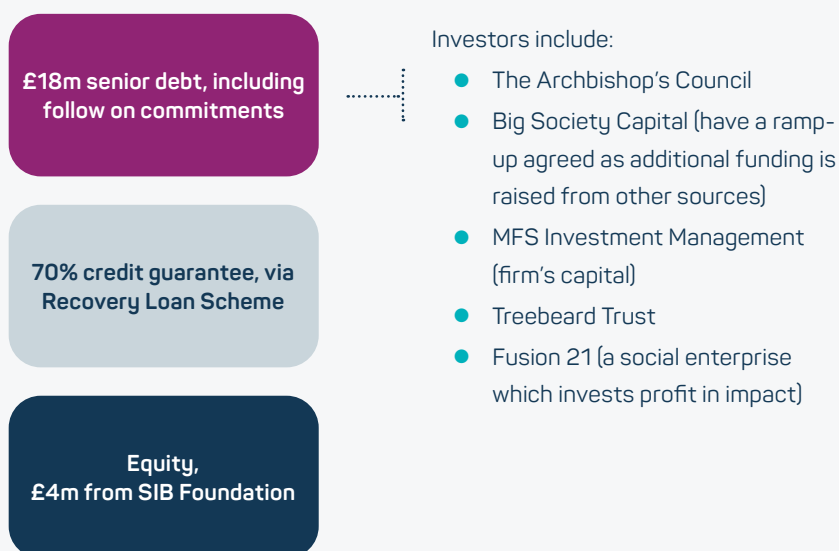 £18m senior debt, including
follow on commitments
70% credit guarantee, via
Recovery Loan Scheme
Equity,
£4m from SIB Foundation
Investors include:
The Archbishop's Council
Big Society Capital (have a ramp-
up agreed as additional funding is
raised from other sources)
MFS Investment Management
(firm's capital)
Treebeard Trust
Fusion 21 (a social enterprise
which invests profit in impact)